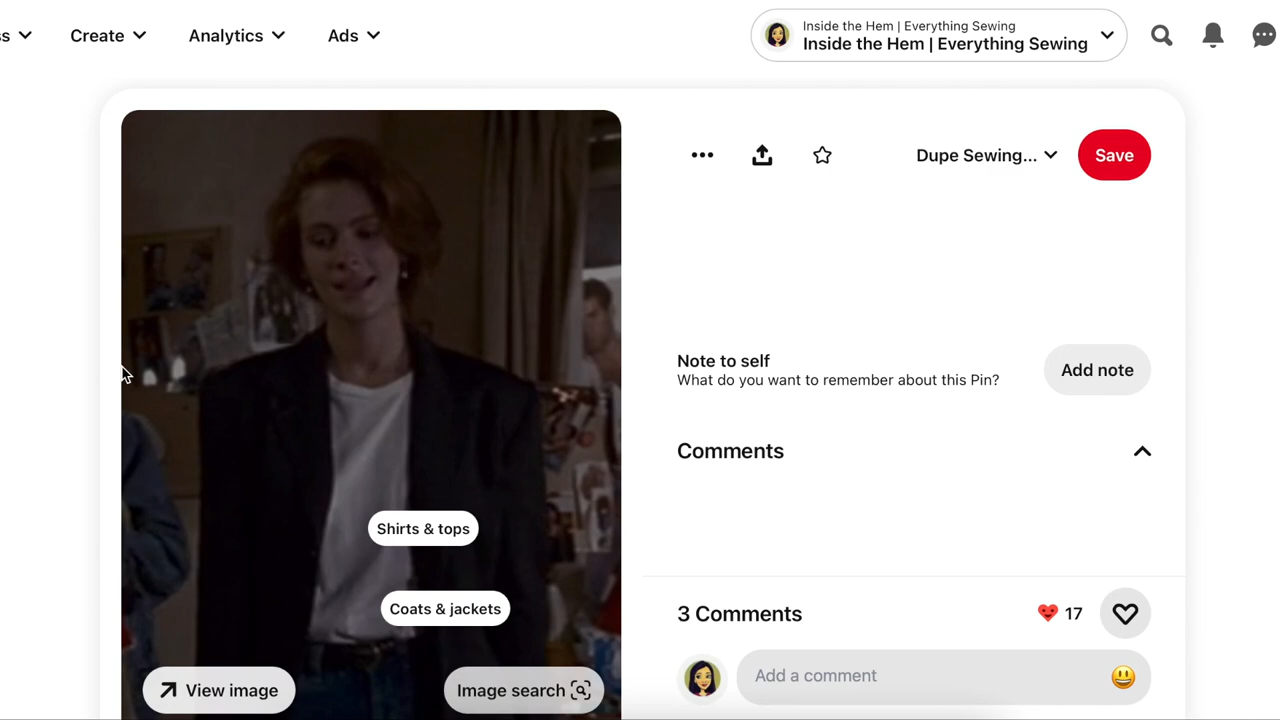 s
Create
Analytics
Ads
Inside the Hem | Everything Sewing
Inside the Hem | Everything Sewing
Dupe Sewing...
Save
Note to self
What do you want to remember about this Pin?
Add note
Comments
Shirts & tops
Coats & jackets
3 Comments
17
View image
Image search
Add a comment